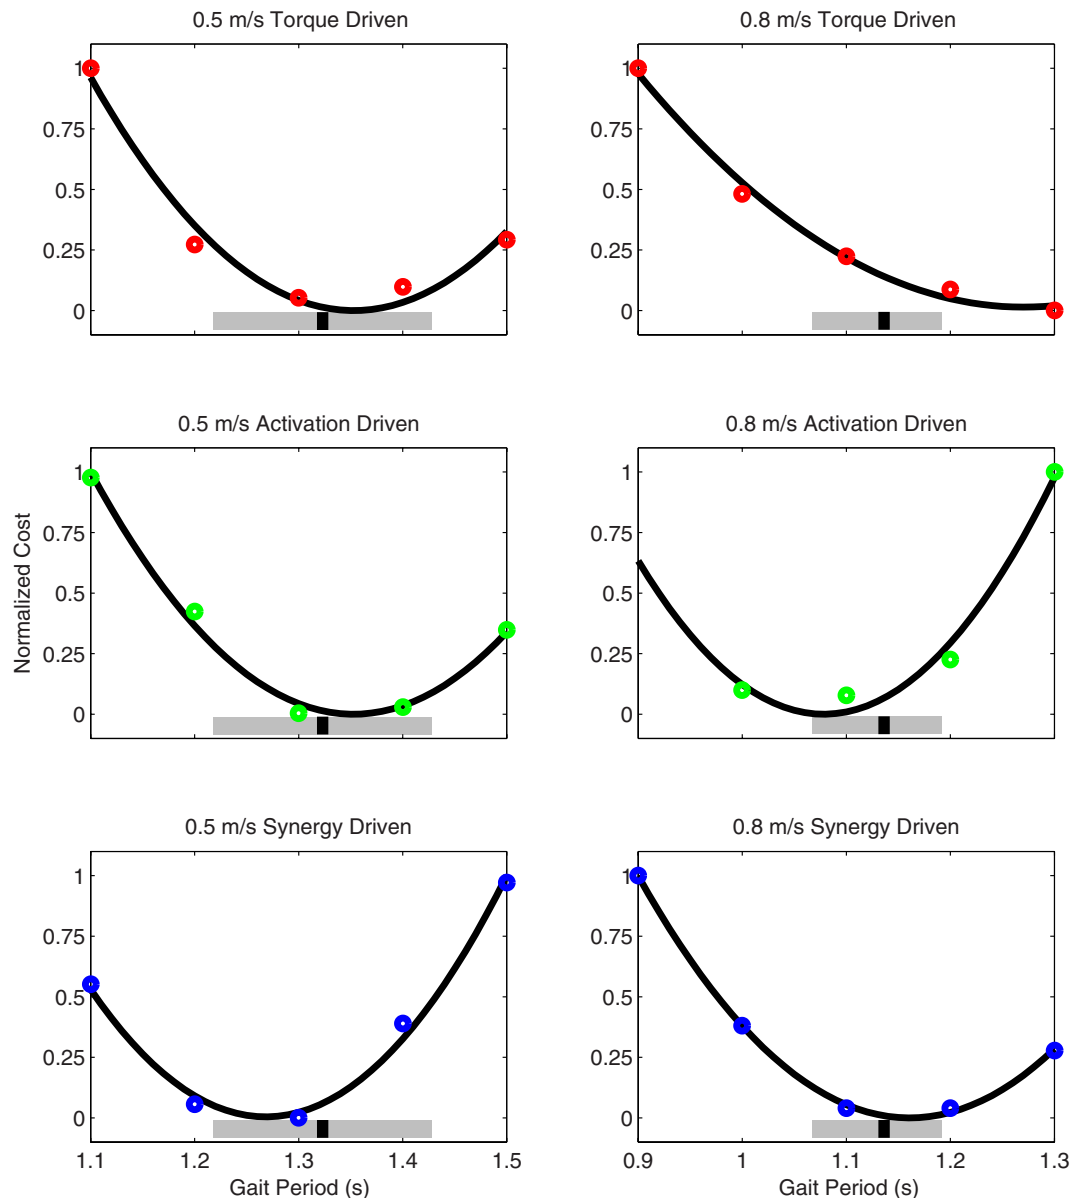 0.5 m/s Torque Driven
1
0.75
0.5
0.25
0
0.8 m/s Torque Driven
1
0.75
0.5
0.25
0
Normalized Cost
0.5 m/s Activation Driven
1
0.75
0.5
0.25
0
0.8 m/s Activation Driven
1
0.75
0.5
0.25
0
0.5 m/s Synergy Driven
1
0.75
0.5
0.25
0
1.1 1.2 1.3 1.4 1.5
Gait Period (s)
0.8 m/s Synergy Driven
1
0.75
0.5
0.25
0
0.9 1 1.1 1.2 1.3
Gait Period (s)